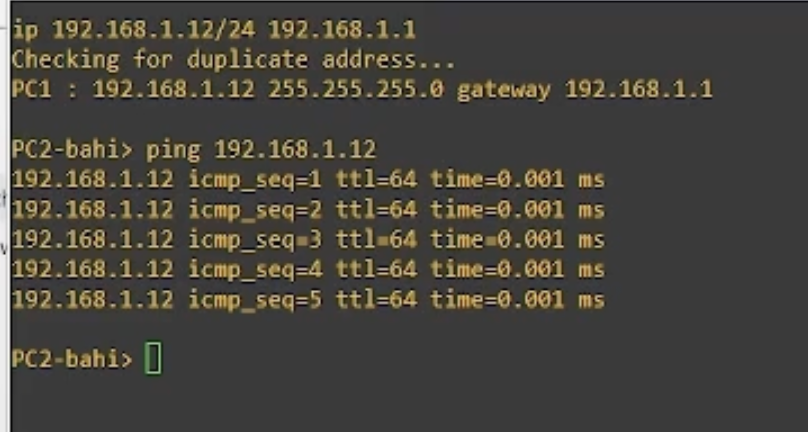 ip 192.168.1.12/24 192.168.1.1
Checking for duplicate address...
PC1 : 192.168.1.12 255.255.255.0 gateway 192.168.1.1
PC2-bahi> ping 192.168.1.12
192.168.1.12 icmp_seq=1 ttl=64 time=0.001 ms
192.168.1.12 icmp_seq=2 ttl=64 time=0.001 ms
192.168.1.12 icmp_seq=3 ttl=64 time=0.001 ms
192.168.1.12 icmp_seq=4 ttl=64 time=0.001 ms
192.168.1.12 icmp_seq=5 ttl=64 time=0.001 ms
PC2-bahi>